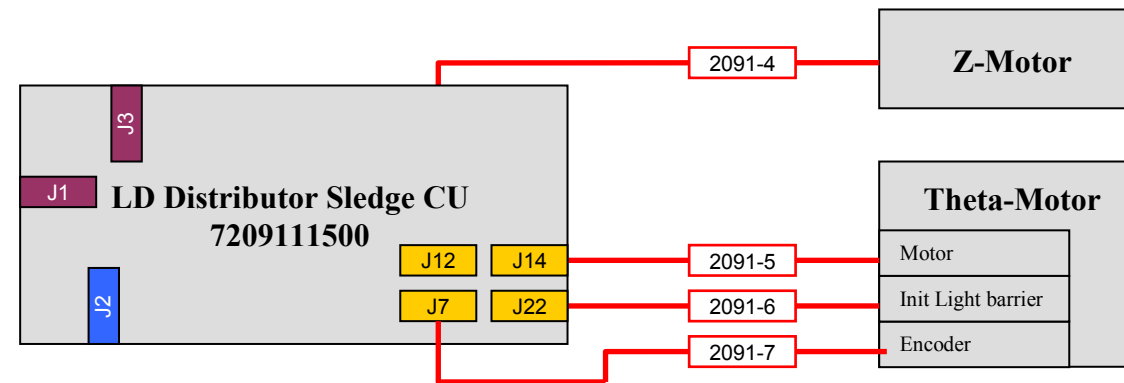 2091-4
Z-Motor
J3
J1
LD Distributor Sledge CU
7209111500
J2
J12
J14
J7
J22
2091-5
2091-6
2091-7
Theta-Motor
Motor
Init Light barrier
Encoder